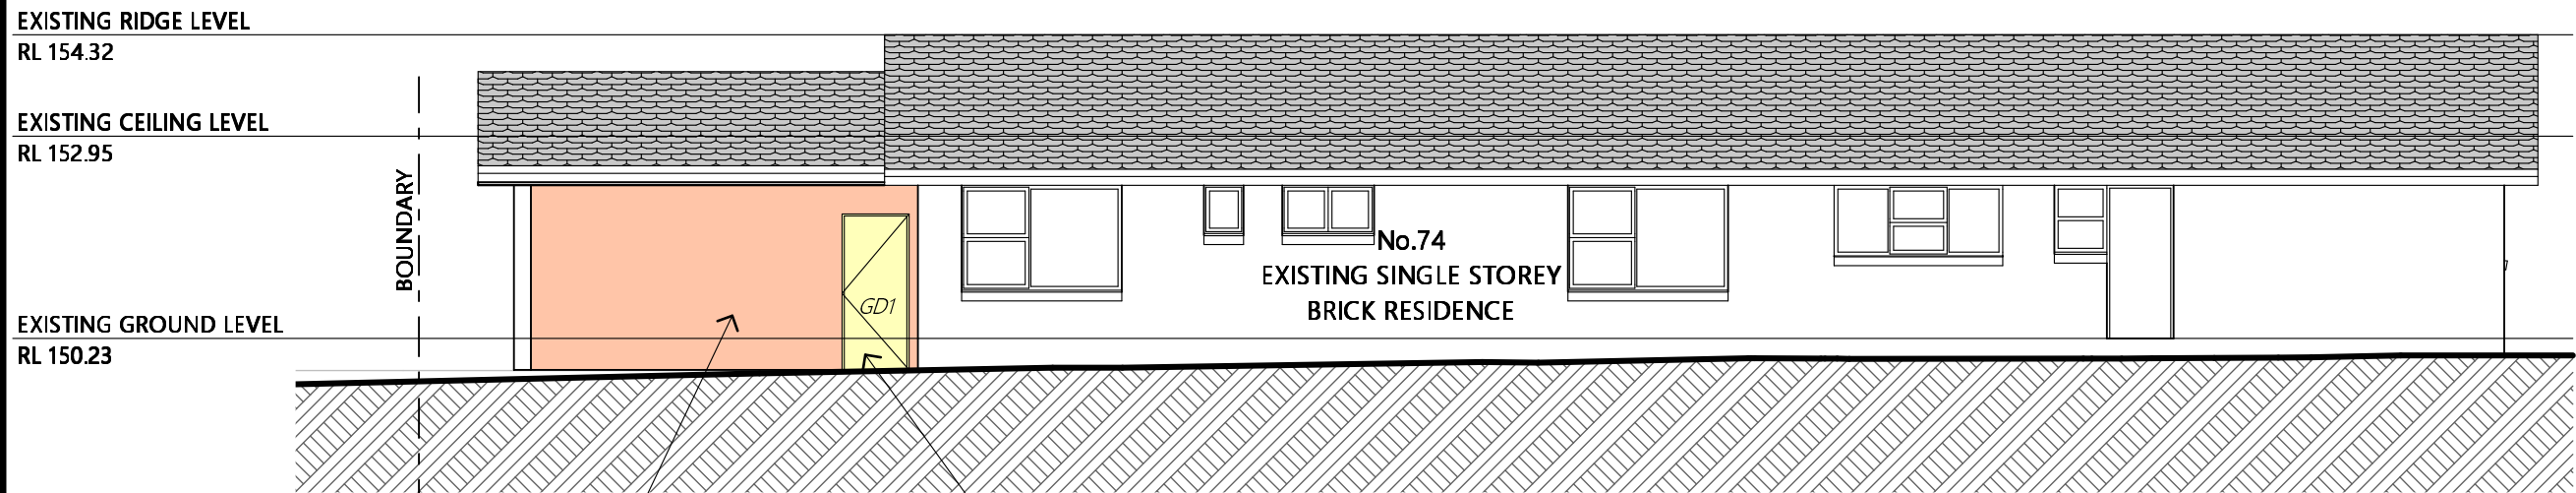 EXISTING RIDGE LEVEL
RL 154.32
EXISTING CEILING LEVEL
RL 152.95
BOUNDARY
No.74
EXISTING SINGLE STOREY
BRICK RESIDENCE
GD1
EXISTING GROUND LEVEL
RL 150.23